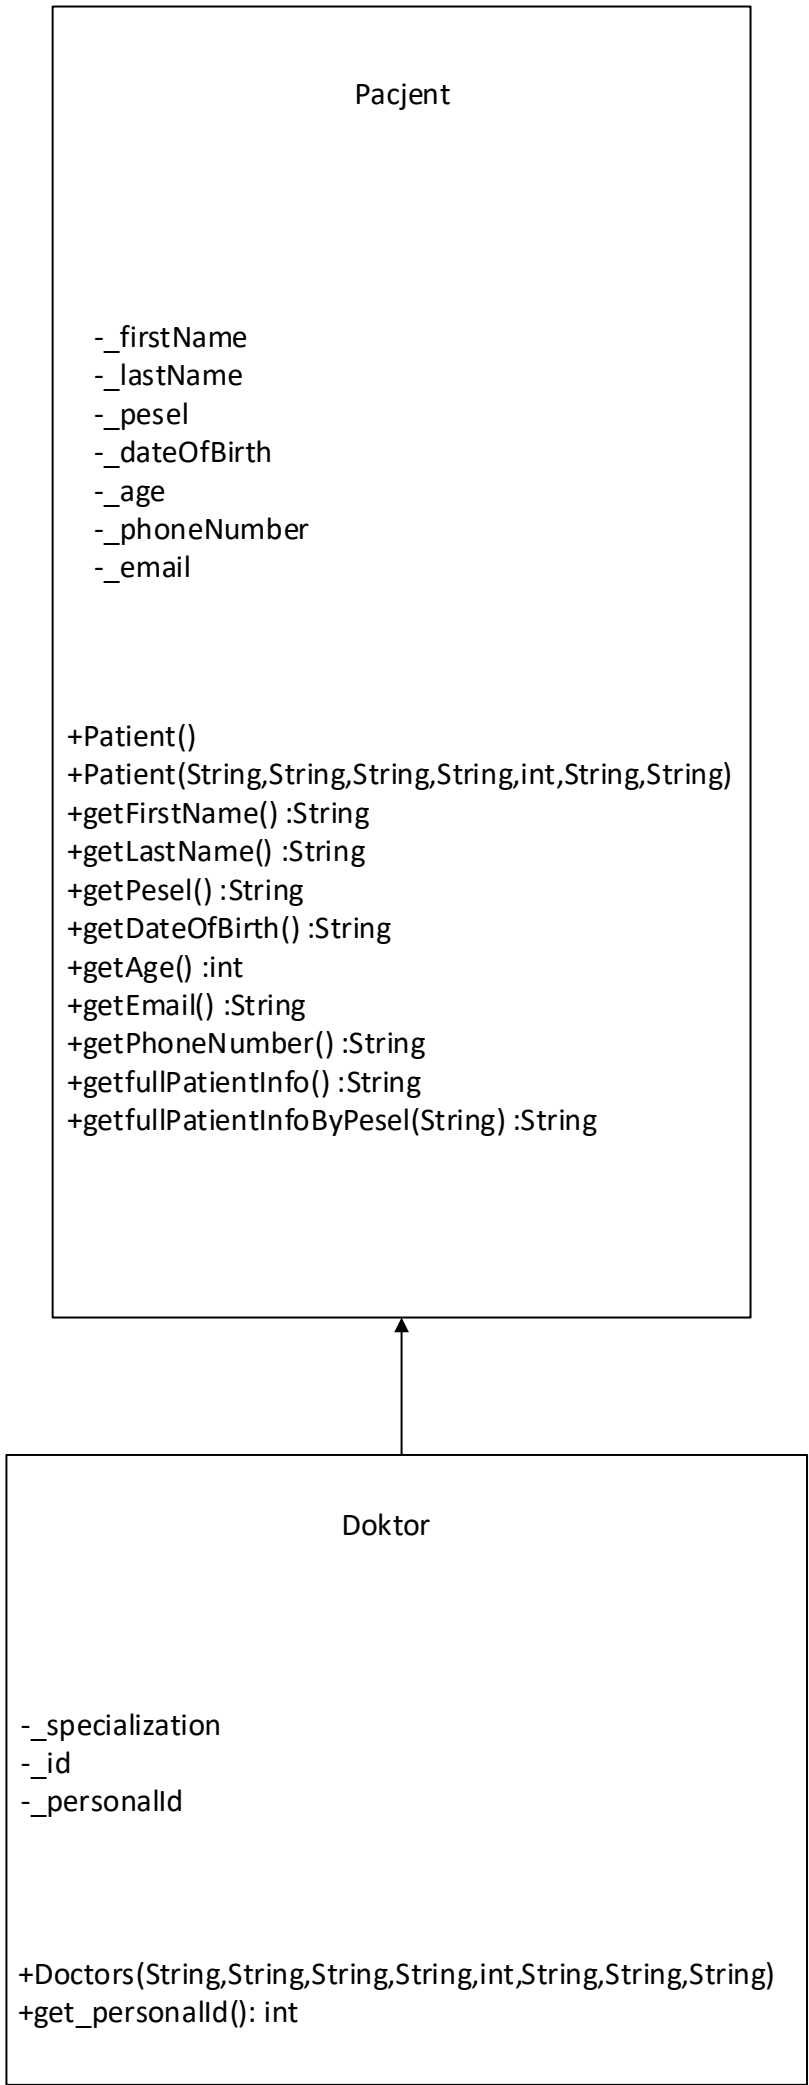 Pacjent
-_firstName
-_lastName
-_pesel
-_dateOfBirth
-_age
-_phoneNumber
-_email
+Patient()
+Patient(String,String,String,String,int,String,String)
+getFirstName() :String
+getLastName() :String
+getPesel() :String
+getDateOfBirth() :String
+getAge() :int
+getEmail() :String
+getPhoneNumber() :String
+getfullPatientInfo() :String
+getfullPatientInfoByPesel(String) :String
Doktor
-_specialization
-_id
-_personalId
+Doctors(String,String,String,String,int,String,String,String)
+get_personalId(): int